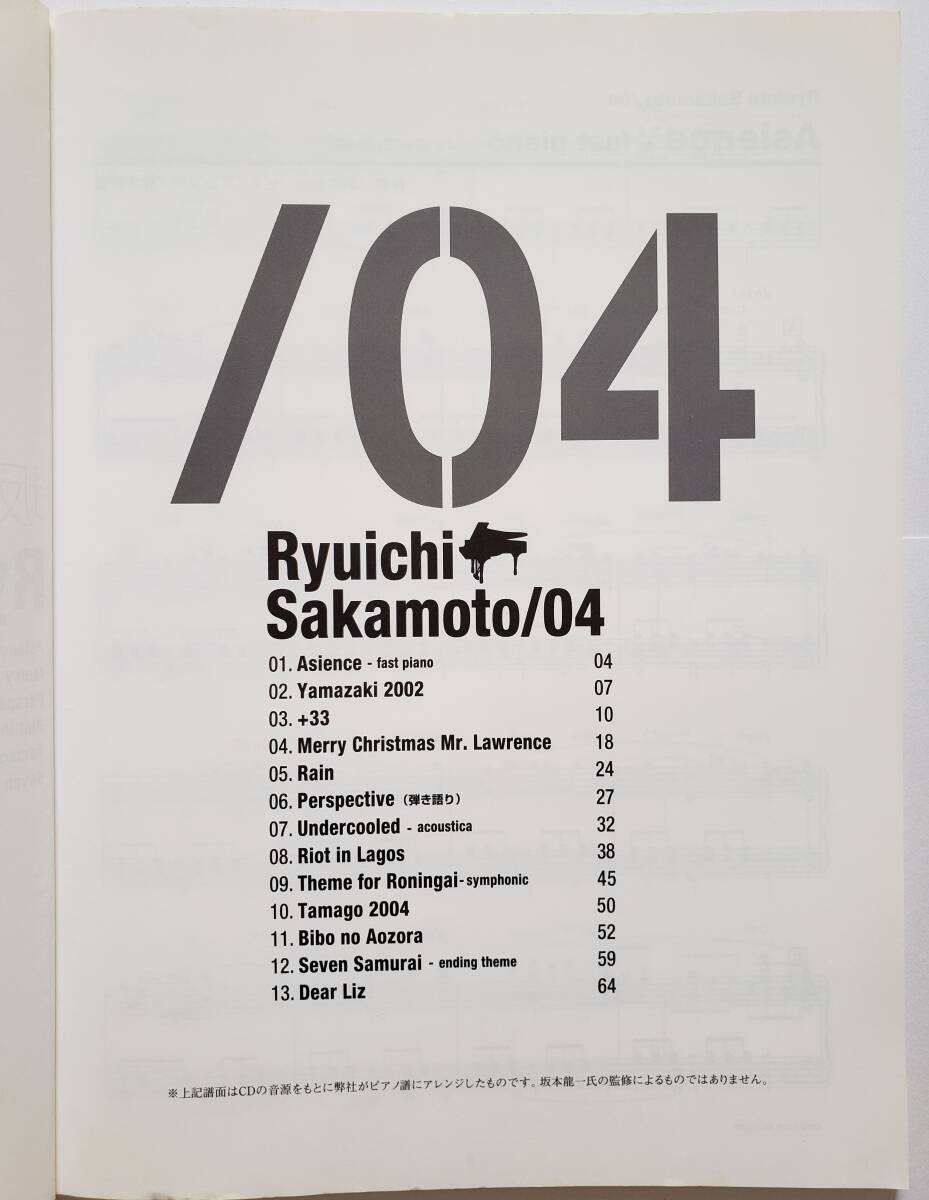 /04
Ryuichi
Sakamoto/04
01. Asience - fast piano 04
02. Yamazaki 2002 07
03. +33 10
04. Merry Christmas Mr. Lawrence 18
05. Rain 24
06. Perspective (弾き語り) 27
07. Undercooled - acoustica 32
08. Riot in Lagos 38
09. Theme for Roningai-symphonic 45
10. Tamago 2004 50
11. Bibo no Aozora 52
12. Seven Samurai - ending theme 59
13. Dear Liz 64
※上記譜面はCDの音源をもとに弊社がピアノ譜にアレンジしたものです。坂本龍一氏の監修によるものではありません。